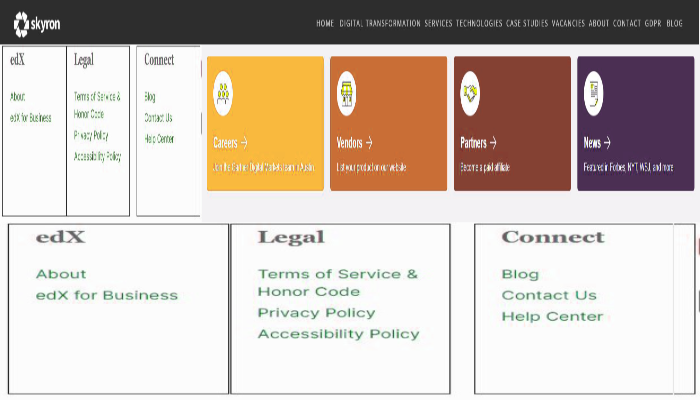 skyron
HOME DIGITAL TRANSFORMATION SERVICES TECHNOLOGIES CASE STUDIES VACANCIES ABOUT CONTACT GDPR BLOG
edX
About
edX for Business
Legal
Terms of Service &
Honor Code
Privacy Policy
Accessibility Policy
Connect
Blog
Contact Us
Help Center
Careers →
Join the
Vendors →
List your product on our website
Partners →
Become a paid affiliate
News →
Featured in Forbes, NYT, WSJ, and more
edX
About
edX for Business
Legal
Terms of Service &
Honor Code
Privacy Policy
Accessibility Policy
Connect
Blog
Contact Us
Help Center